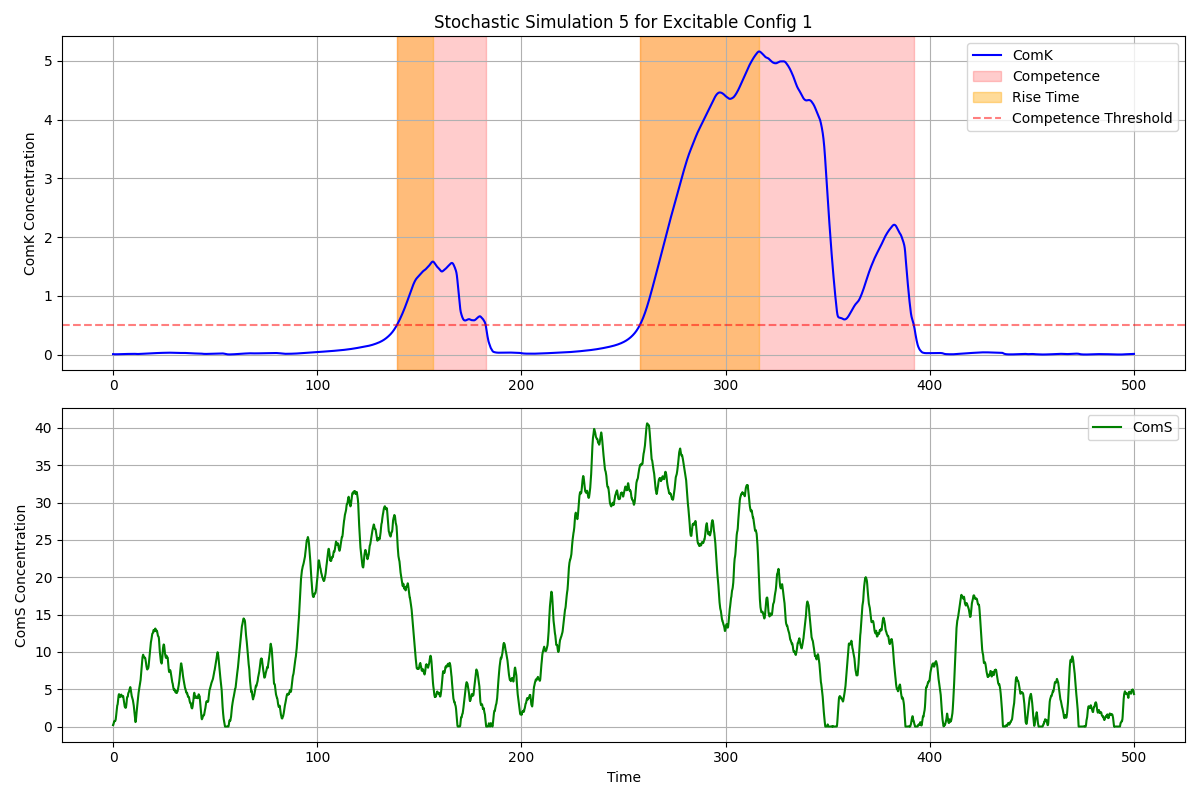 Stochastic Simulation 5 for Excitable Config 1
ComK Concentration
5
4
3
2
1
0
ComK
Competence
Rise Time
Competence Threshold
0 100 200 300 400 500
ComS Concentration
40
35
30
25
20
15
10
5
0
ComS
0 100 200 300 400 500
Time